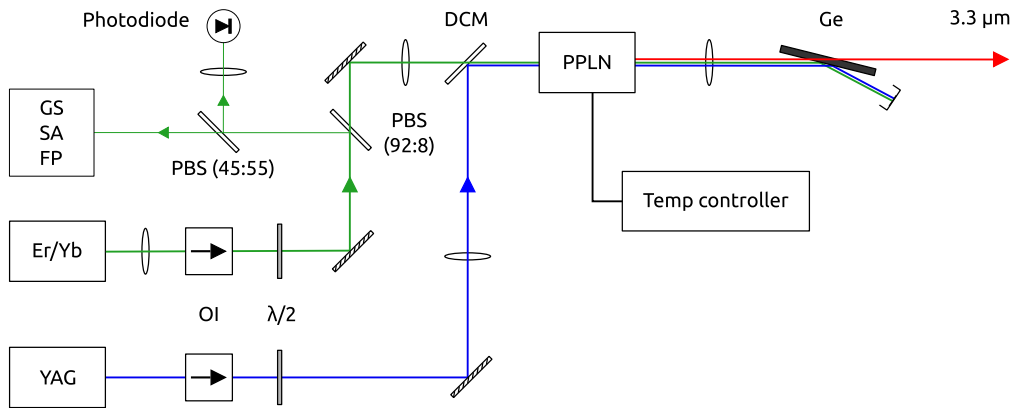 Photodiode
DCM
Ge
3.3 µm
PPLN
GS
SA
FP
PBS
(92:8)
PBS (45:55)
Temp controller
Er/Yb
OI
λ/2
YAG